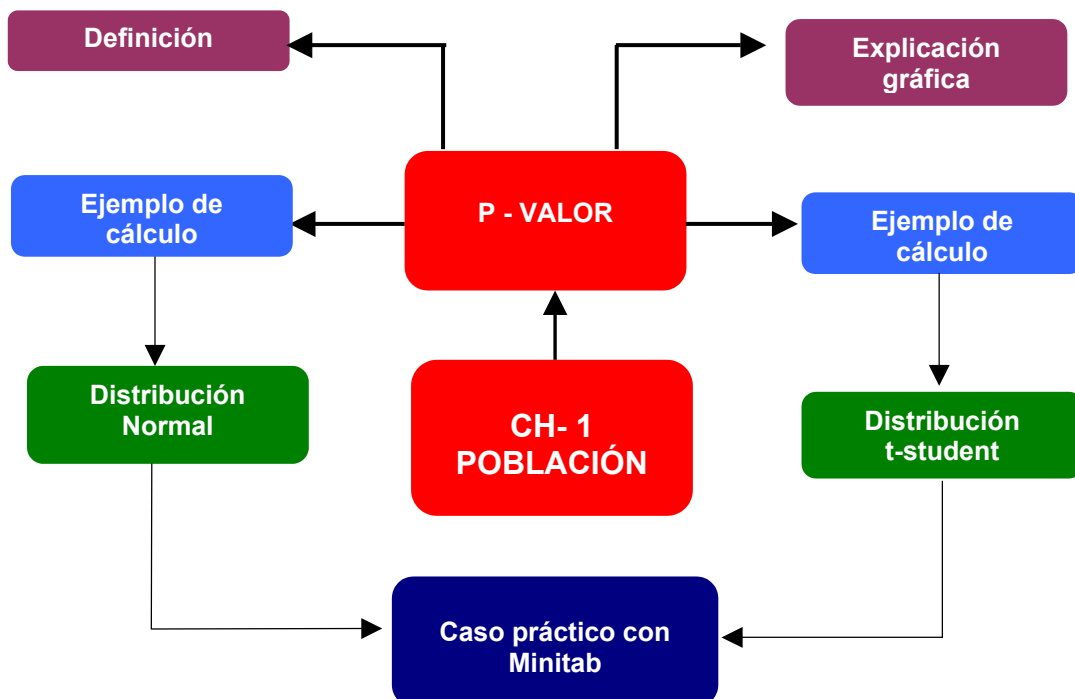 Definición
Explicación
gráfica
P - VALOR
Ejemplo de
cálculo
Ejemplo de
cálculo
Distribución
Normal
CH- 1
POBLACIÓN
Distribución
t-student
Caso práctico con
Minitab